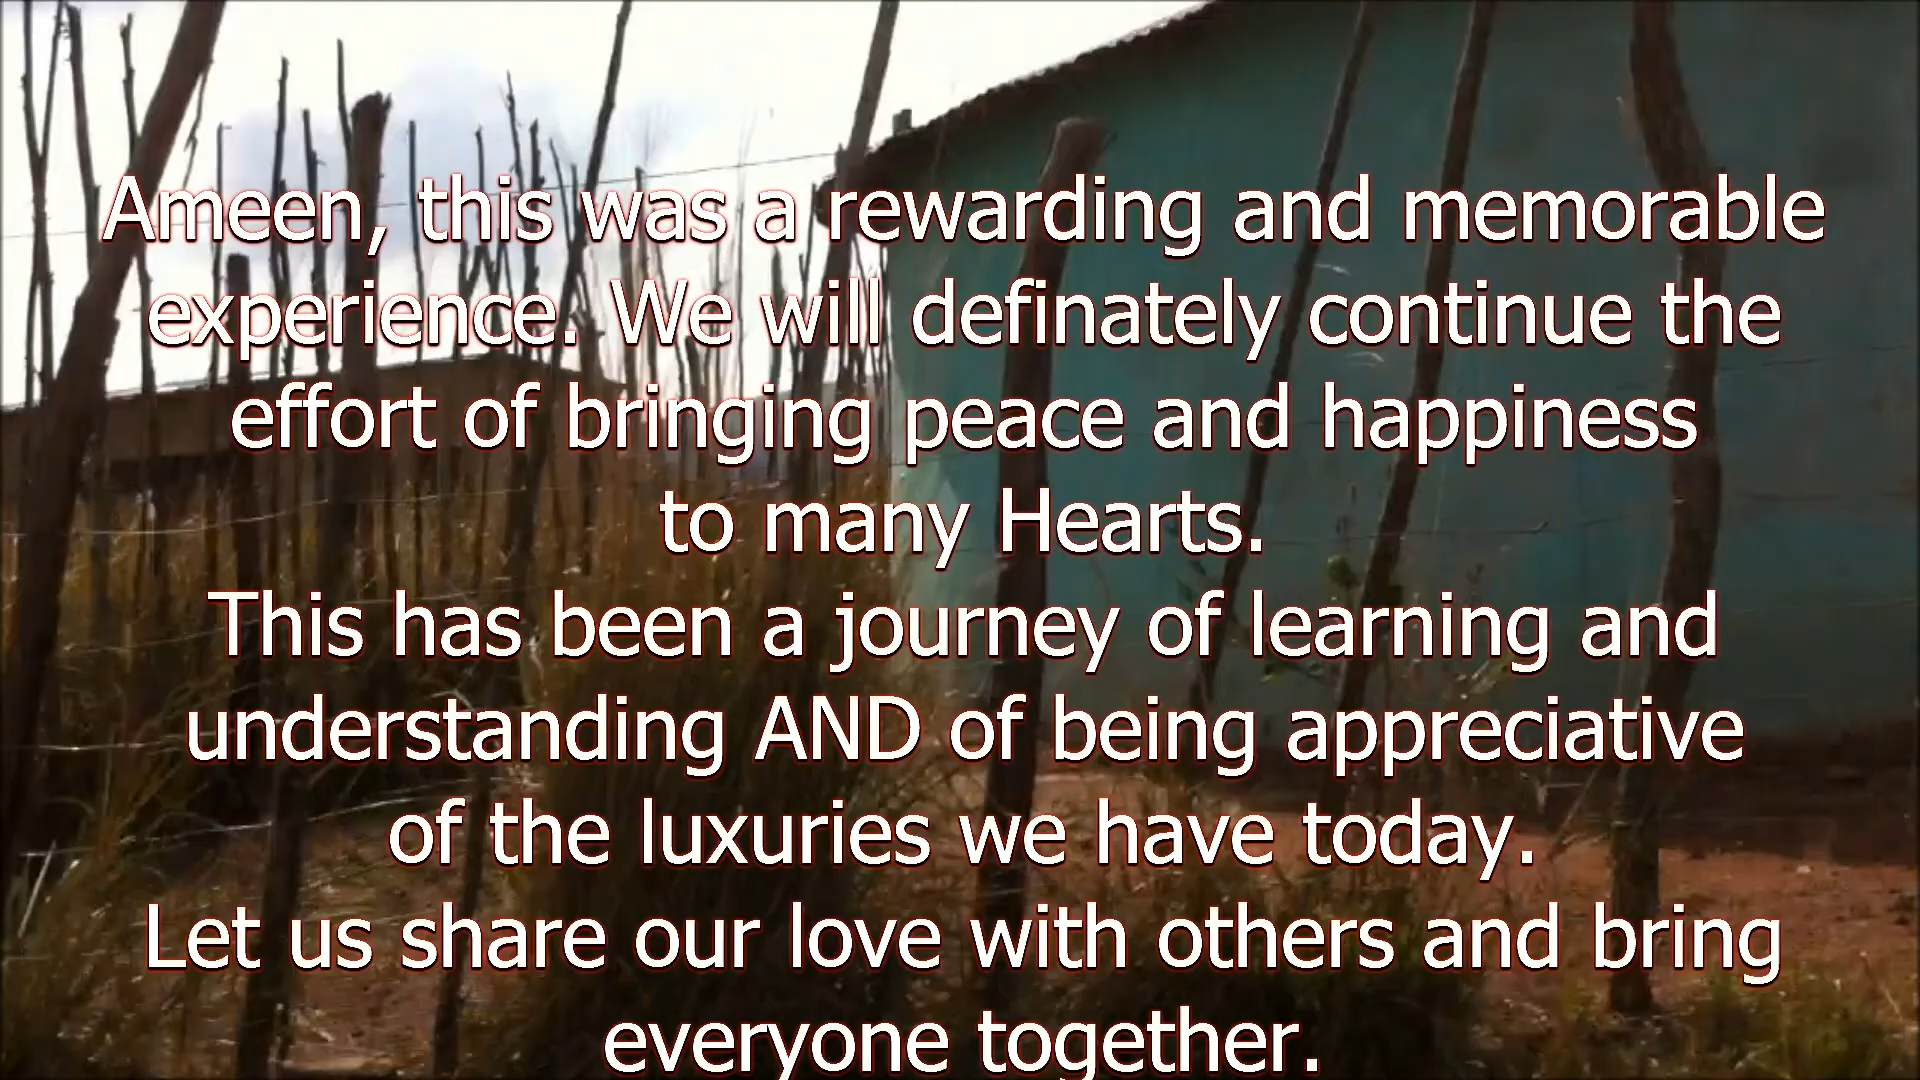 Ameen, this was a rewarding and memorable
experience. We will definately continue the
effort of bringing peace and happiness
to many Hearts.
This has been a journey of learning and
understanding AND of being appreciative
of the luxuries we have today.
Let us share our love with others and bring
everyone together.